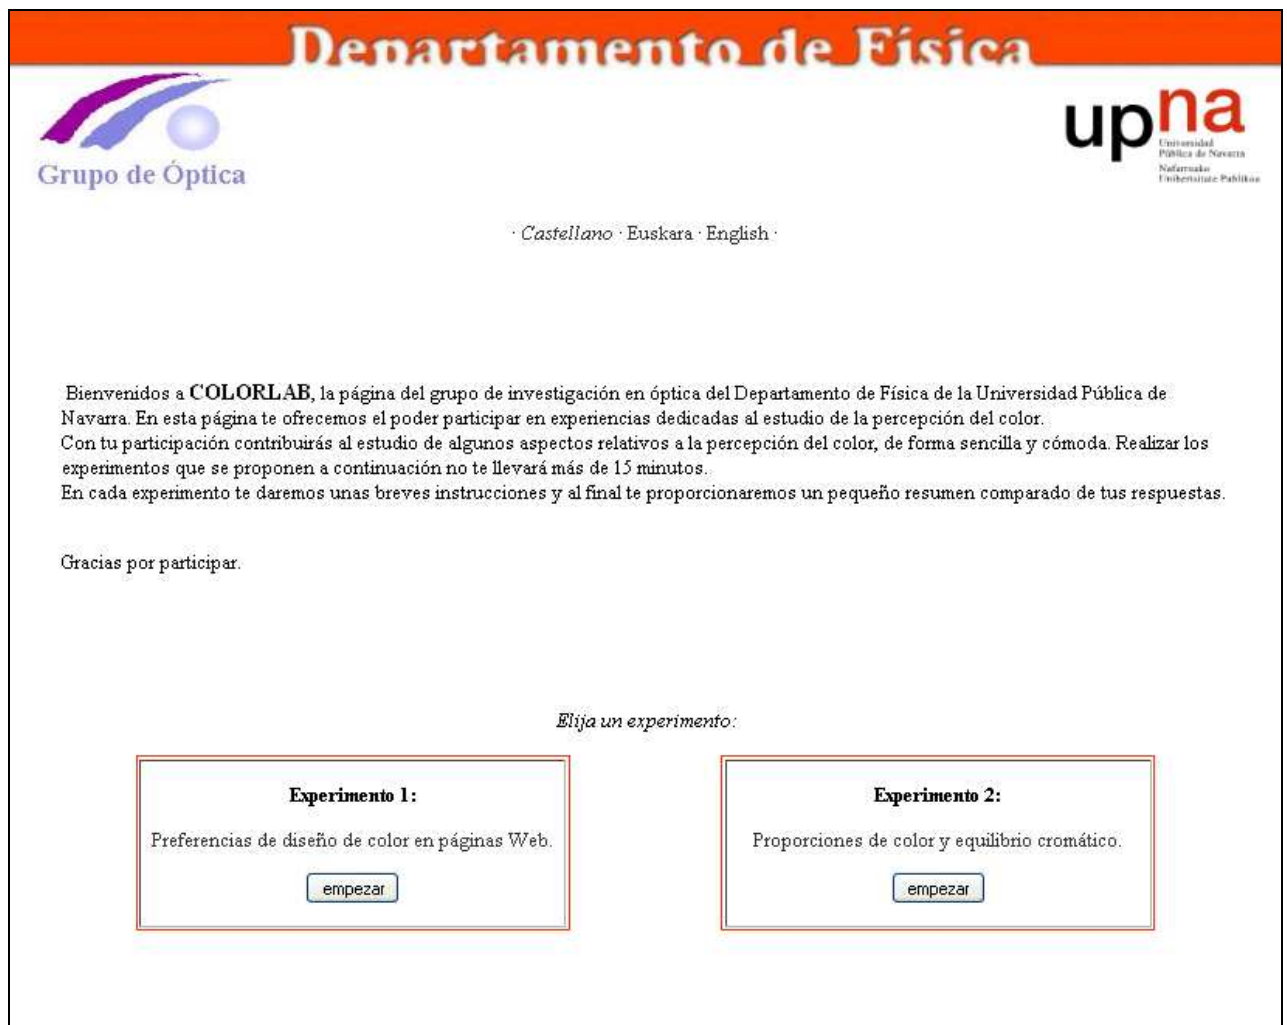 Departamento de Física
upna
Universidad
Pública de Navarra
Nafarroako
Unibertsitate Publikoa
Grupo de Óptica
· Castellano · Euskara · English ·
Bienvenidos a COLORLAB, la página del grupo de investigación en óptica del Departamento de Física de la Universidad Pública de
Navarra. En esta página te ofrecemos el poder participar en experiencias dedicadas al estudio de la percepción del color.
Con tu participación contribuirás al estudio de algunos aspectos relativos a la percepción del color, de forma sencilla y cómoda. Realizar los
experimentos que se proponen a continuación no te llevará más de 15 minutos.
En cada experimento te daremos unas breves instrucciones y al final te proporcionaremos un pequeño resumen comparado de tus respuestas.
Gracias por participar.
Elija un experimento:
Experimento 1:
Preferencias de diseño de color en páginas Web.
empezar
Experimento 2:
Proporciones de color y equilibrio cromático.
empezar